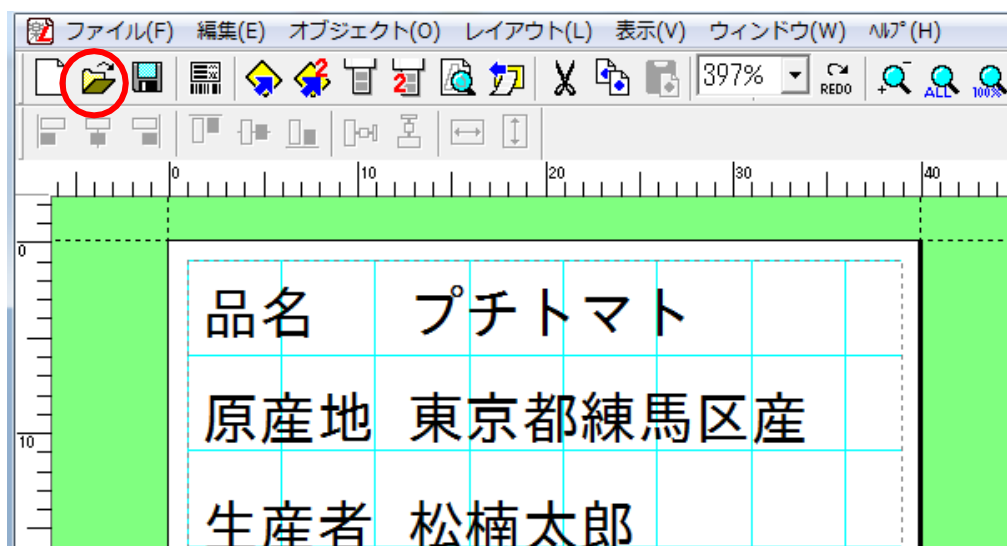 ファイル(F) 編集(E) オブジェクト(O) レイアウト(L) 表示(V) ウィンドウ(W) ﾍﾙﾌﾟ(H)
2 2 397% REDO ALL 100%
0 10 20 30 40
0
品名 プチトマト
原産地 東京都練馬区産
10
生産者 松楠太郎